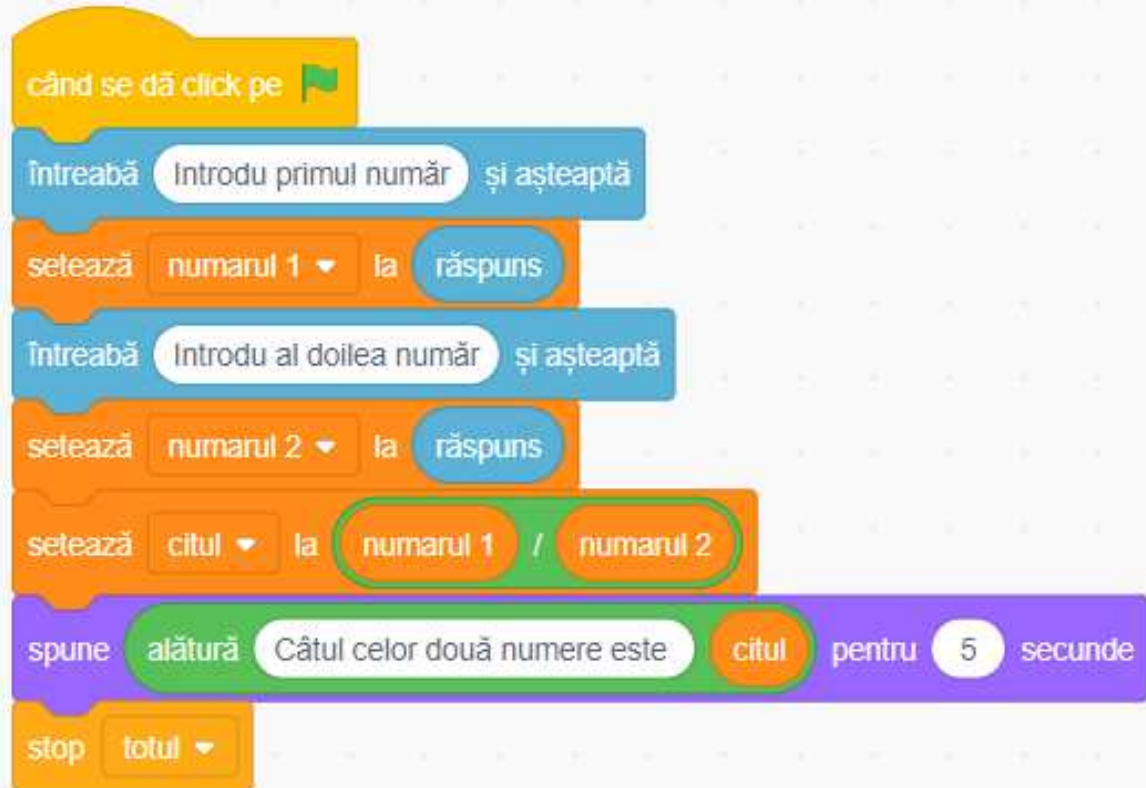 când se dă click pe
întreabă Introdu primul număr și așteaptă
setează numarul 1 la răspuns
întreabă Introdu al doilea număr și așteaptă
setează numarul 2 la răspuns
setează citul la numarul 1 / numarul 2
spune alătură Câtul celor două numere este citul pentru 5 secunde
stop totul